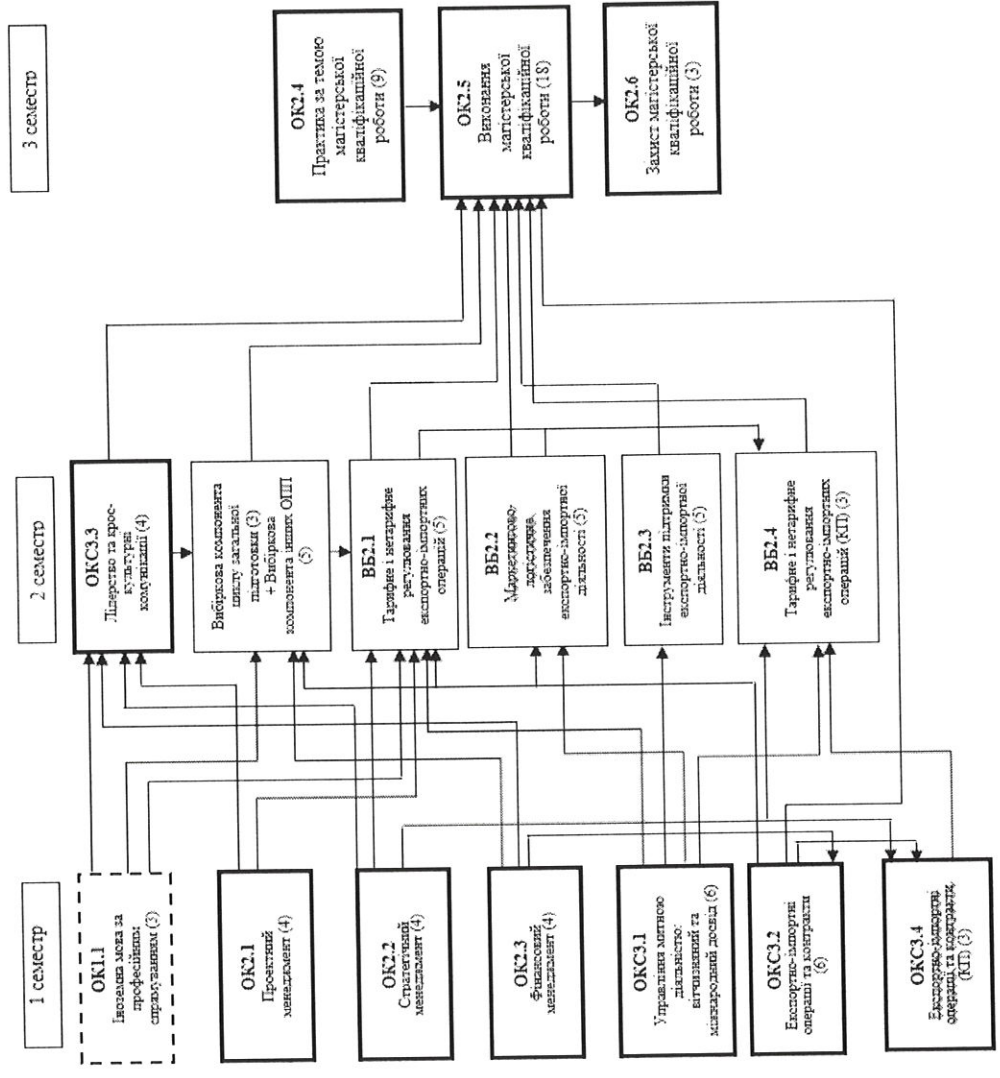 1 семестр
ОК1.1
Іноземна мова за
професійним
спрямуванням (3)
ОК2.1
Проектний
менеджмент (4)
ОК2.2
Стратегічний
менеджмент (4)
ОК2.3
Фінансовий
менеджмент (4)
ОКС3.1
Управління митною
діяльністю:
вітчизняний та
міжнародний досвід (6)
ОКС3.2
Експортно-імпортні
операції та контракти
(6)
ОКС3.4
Експортно-імпортні
операції та контракти,
(КП) (3)
2 семестр
ОКС3.3
Лідерство та крос-
культурні
комунікації (4)
Вибіркова компонента
циклу загальної
підготовки (3)
+ Вибіркова
компонента інших ОПП
(5)
ВБ2.1
Тарифне і нетарифне
регулювання
експортно-імпортних
операцій (5)
ВБ2.2
Маркетингово-
логістичне
забезпечення
експортно-імпортної
діяльності (5)
ВБ2.3
Інструменти підтримки
експортно-імпортної
діяльності (5)
ВБ2.4
Тарифне і нетарифне
регулювання
експортно-імпортних
операцій (КП) (3)
3 семестр
ОК2.4
Практика за темою
магістерської
кваліфікаційної
роботи (9)
ОК2.5
Виконання
магістерської
кваліфікаційної
роботи (18)
ОК2.6
Захист магістерської
кваліфікаційної
роботи (3)